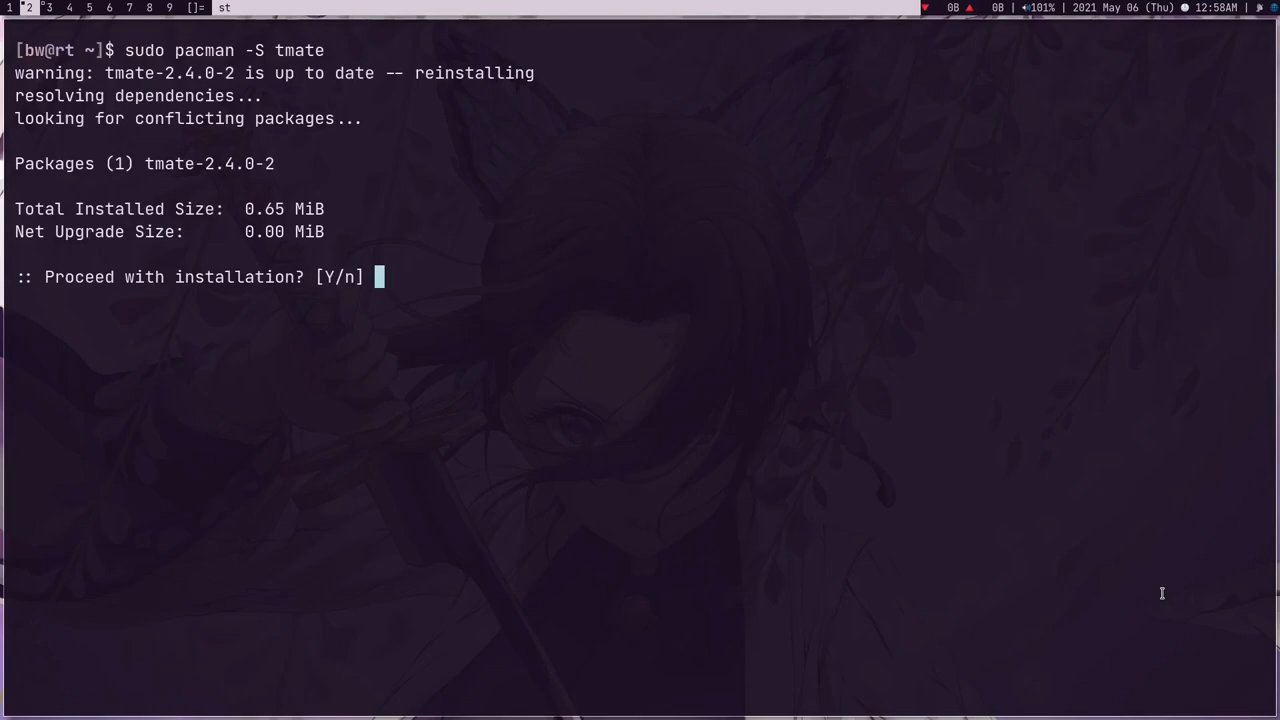 1 2 3 4 5 6 7 8 9 []= st 0B 0B | 101% | 2021 May 06 (Thu) 12:58AM |
[bw@rt ~]$ sudo pacman -S tmate
warning: tmate-2.4.0-2 is up to date -- reinstalling
resolving dependencies...
looking for conflicting packages...
Packages (1) tmate-2.4.0-2
Total Installed Size: 0.65 MiB
Net Upgrade Size: 0.00 MiB
:: Proceed with installation? [Y/n]